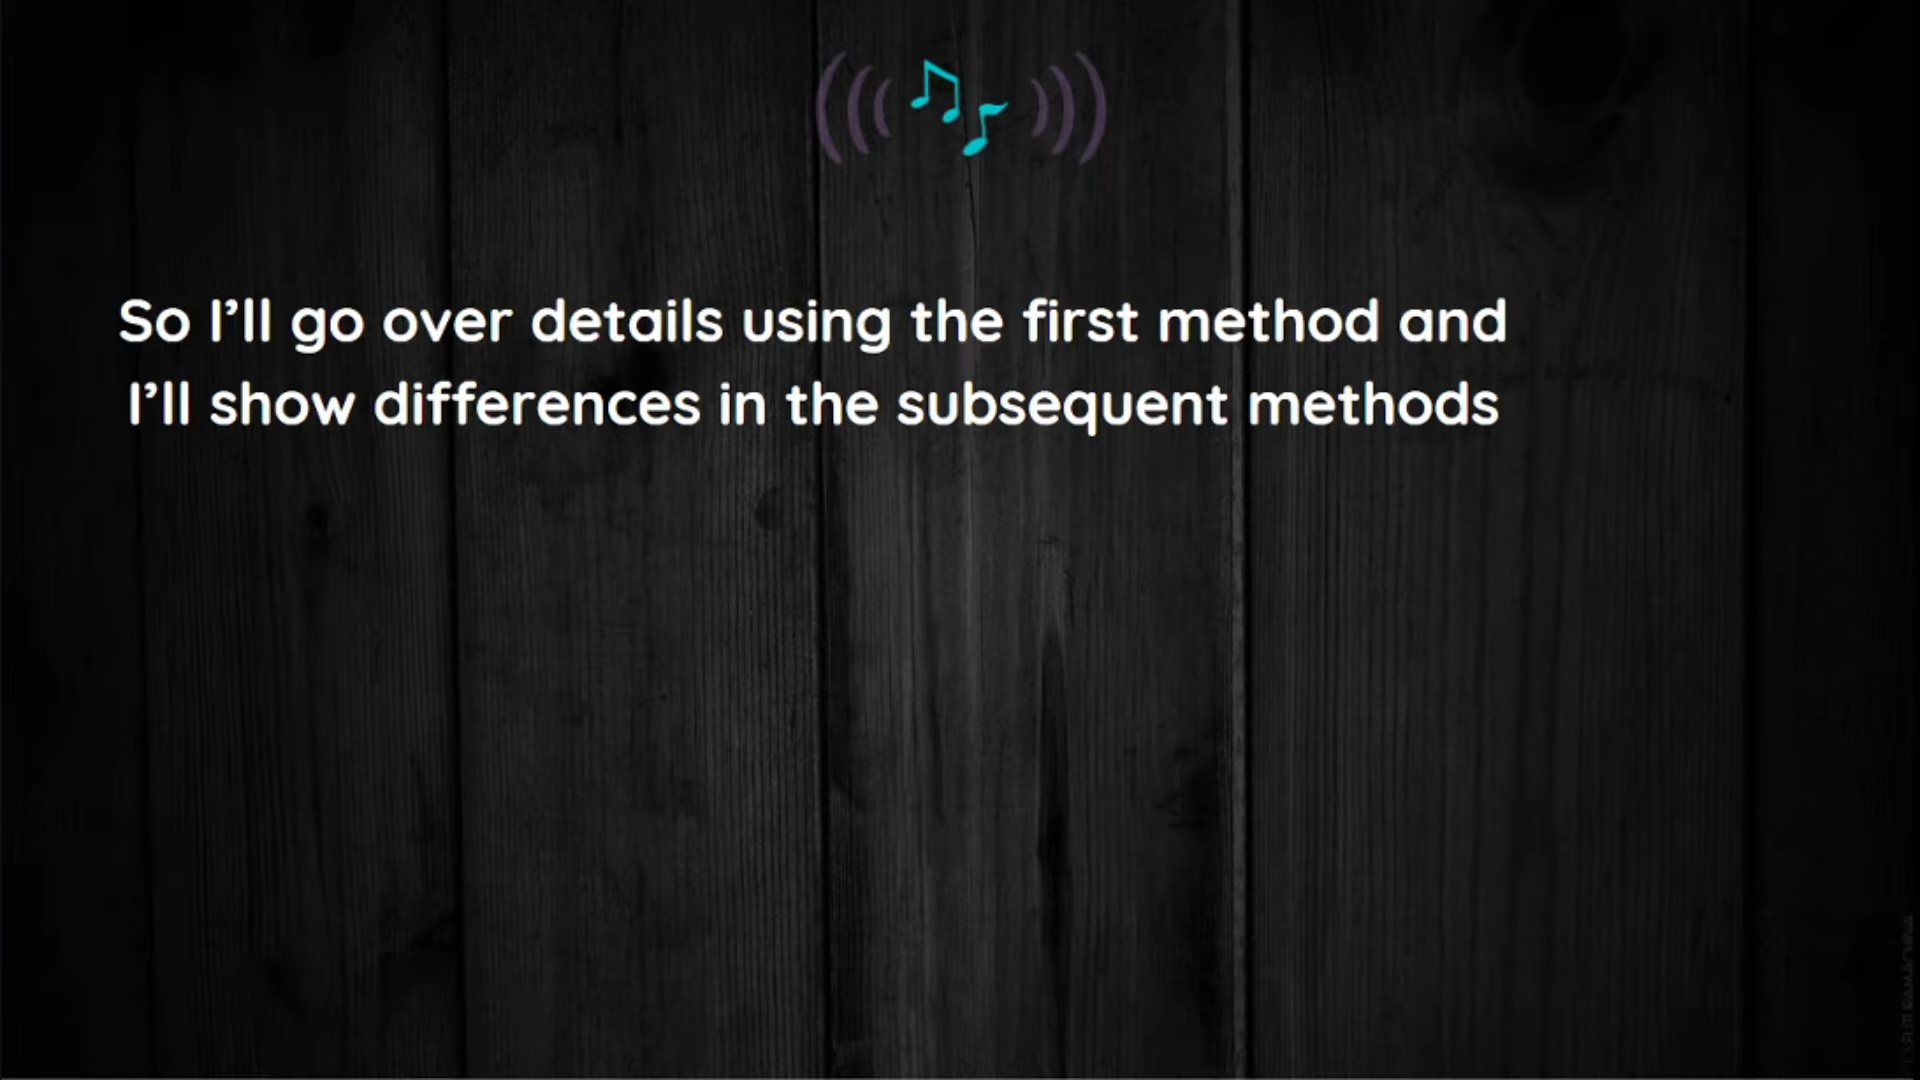 So I’ll go over details using the first method and
I’ll show differences in the subsequent methods